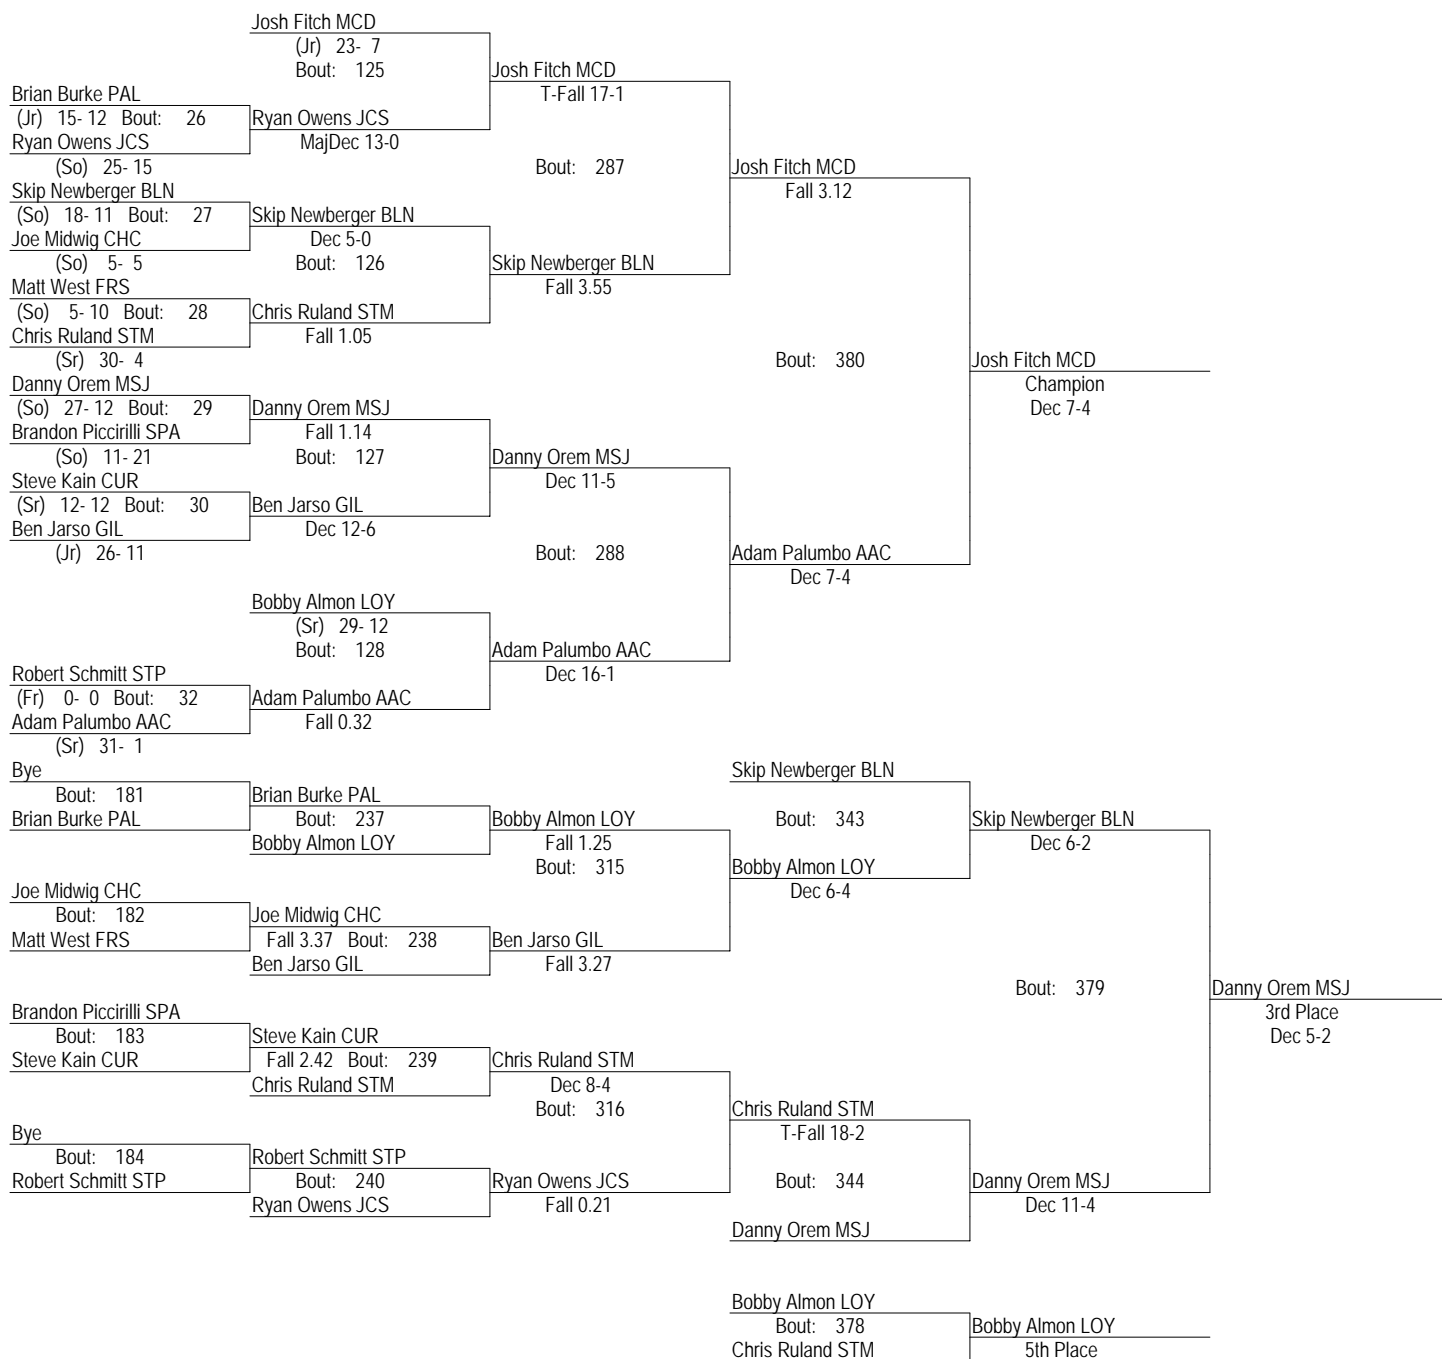 Josh Fitch MCD
(Jr) 23- 7
Bout: 125
Josh Fitch MCD
T-Fall 17-1
Brian Burke PAL
(Jr) 15- 12 Bout: 26
Ryan Owens JCS
Ryan Owens JCS
MajDec 13-0
(So) 25- 15
Bout: 287
Josh Fitch MCD
Fall 3.12
Skip Newberger BLN
(So) 18- 11 Bout: 27
Skip Newberger BLN
Joe Midwig CHC
Dec 5-0
(So) 5- 5
Bout: 126
Skip Newberger BLN
Fall 3.55
Matt West FRS
(So) 5- 10 Bout: 28
Chris Ruland STM
Chris Ruland STM
Fall 1.05
(Sr) 30- 4
Bout: 380
Josh Fitch MCD
Champion
Dec 7-4
Danny Orem MSJ
(So) 27- 12 Bout: 29
Danny Orem MSJ
Brandon Piccirilli SPA
Fall 1.14
(So) 11- 21
Bout: 127
Danny Orem MSJ
Dec 11-5
Steve Kain CUR
(Sr) 12- 12 Bout: 30
Ben Jarso GIL
Ben Jarso GIL
Dec 12-6
(Jr) 26- 11
Bout: 288
Adam Palumbo AAC
Dec 7-4
Bobby Almon LOY
(Sr) 29- 12
Bout: 128
Adam Palumbo AAC
Dec 16-1
Robert Schmitt STP
(Fr) 0- 0 Bout: 32
Adam Palumbo AAC
Adam Palumbo AAC
Fall 0.32
(Sr) 31- 1
Bye
Bout: 181
Brian Burke PAL
Brian Burke PAL
Bout: 237
Bobby Almon LOY
Bobby Almon LOY
Fall 1.25
Bout: 315
Skip Newberger BLN
Bout: 343
Skip Newberger BLN
Dec 6-2
Bobby Almon LOY
Dec 6-4
Joe Midwig CHC
Bout: 182
Matt West FRS
Joe Midwig CHC
Fall 3.37 Bout: 238
Ben Jarso GIL
Ben Jarso GIL
Fall 3.27
Bout: 379
Danny Orem MSJ
3rd Place
Dec 5-2
Brandon Piccirilli SPA
Bout: 183
Steve Kain CUR
Steve Kain CUR
Fall 2.42 Bout: 239
Chris Ruland STM
Chris Ruland STM
Dec 8-4
Bout: 316
Chris Ruland STM
T-Fall 18-2
Bye
Bout: 184
Robert Schmitt STP
Robert Schmitt STP
Bout: 240
Ryan Owens JCS
Ryan Owens JCS
Fall 0.21
Bout: 344
Danny Orem MSJ
Dec 11-4
Danny Orem MSJ
Bobby Almon LOY
Bout: 378
Chris Ruland STM
Bobby Almon LOY
5th Place